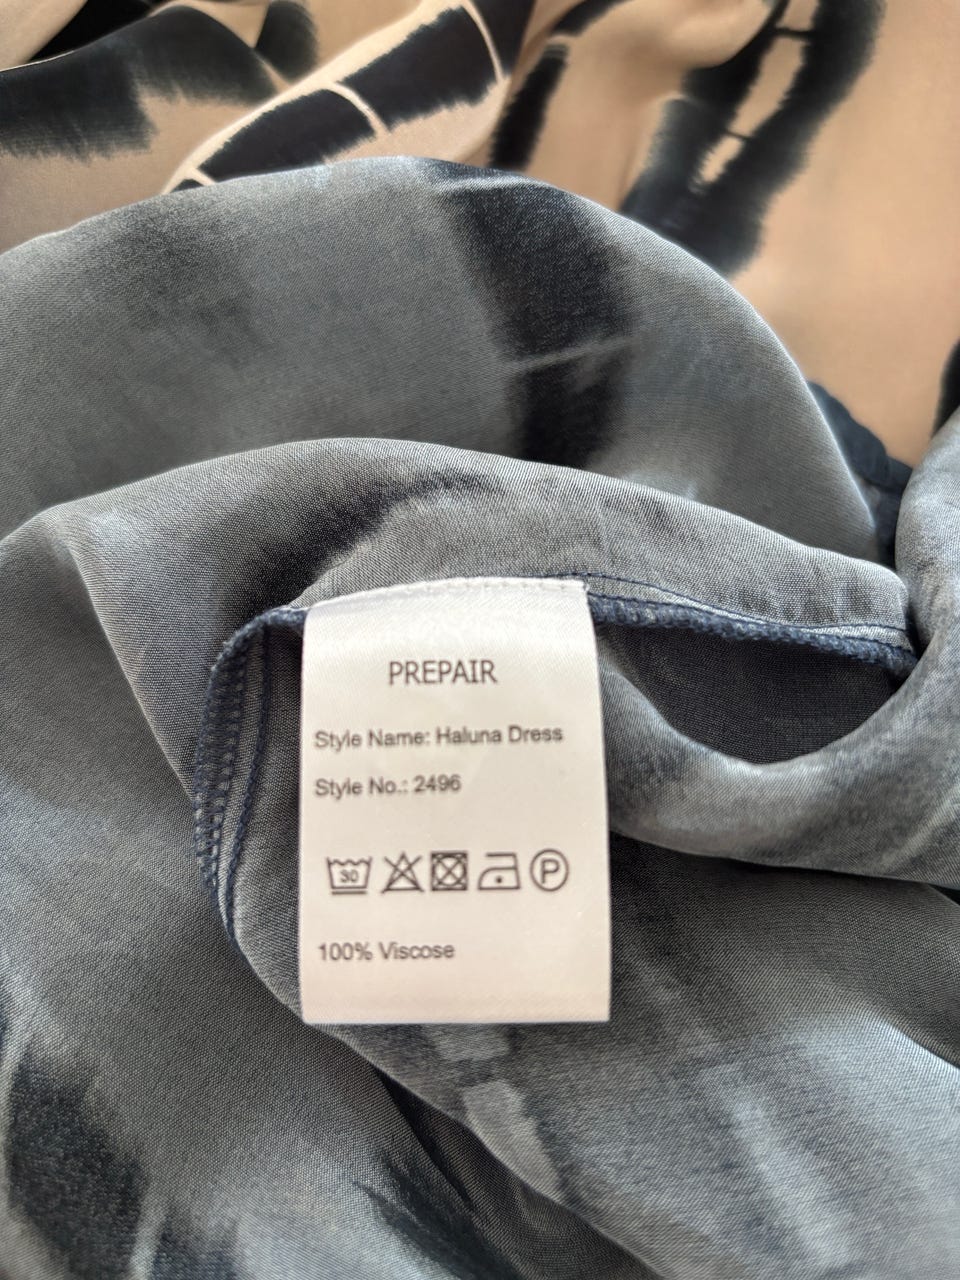 PREPAIR
Style Name: Haluna Dress
Style No.: 2496
30 P
100% Viscose